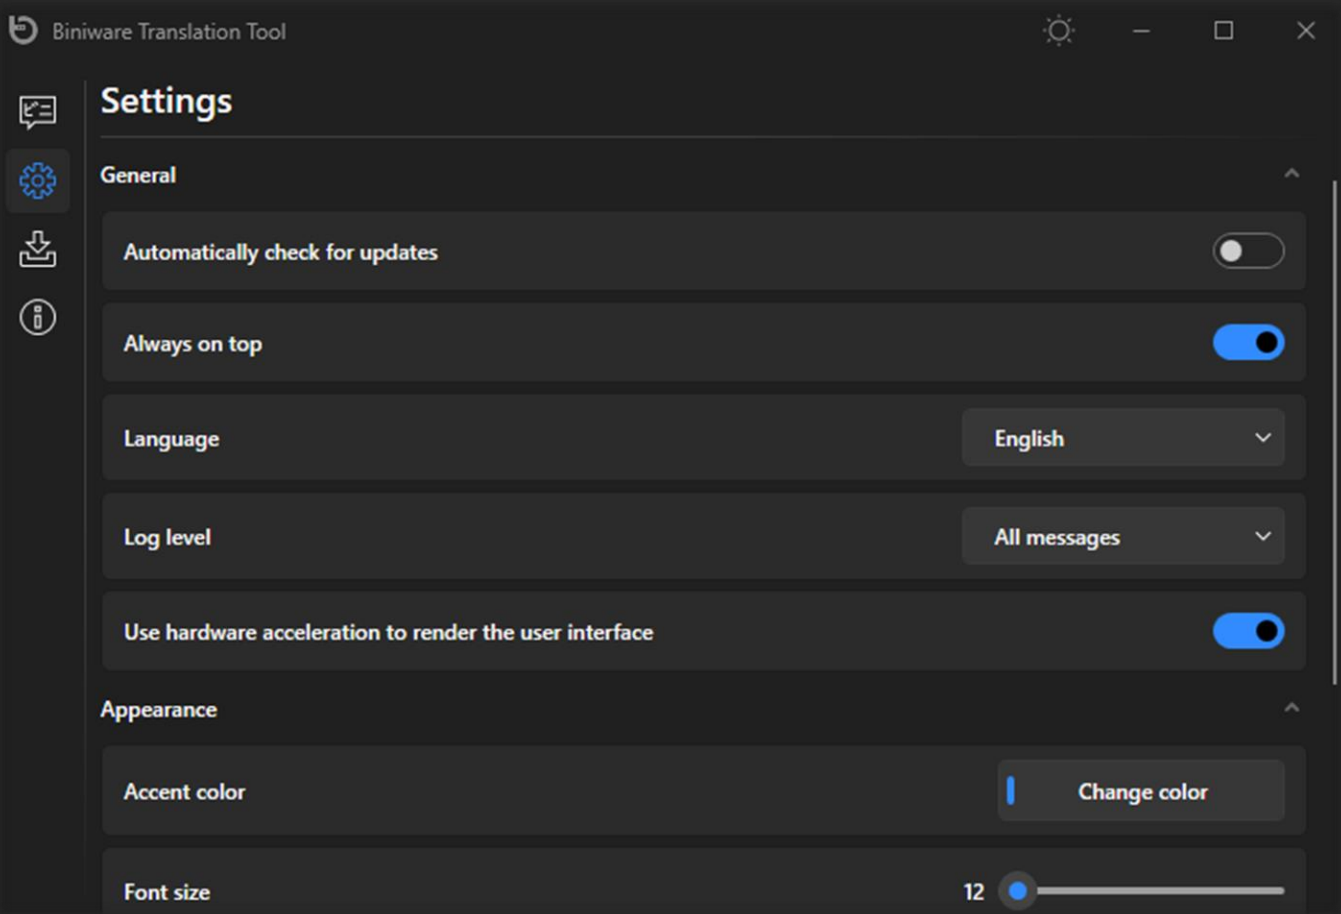 Biniware Translation Tool
Settings
General
Automatically check for updates
Always on top
Language English
Log level All messages
Use hardware acceleration to render the user interface
Appearance
Accent color Change color
Font size 12